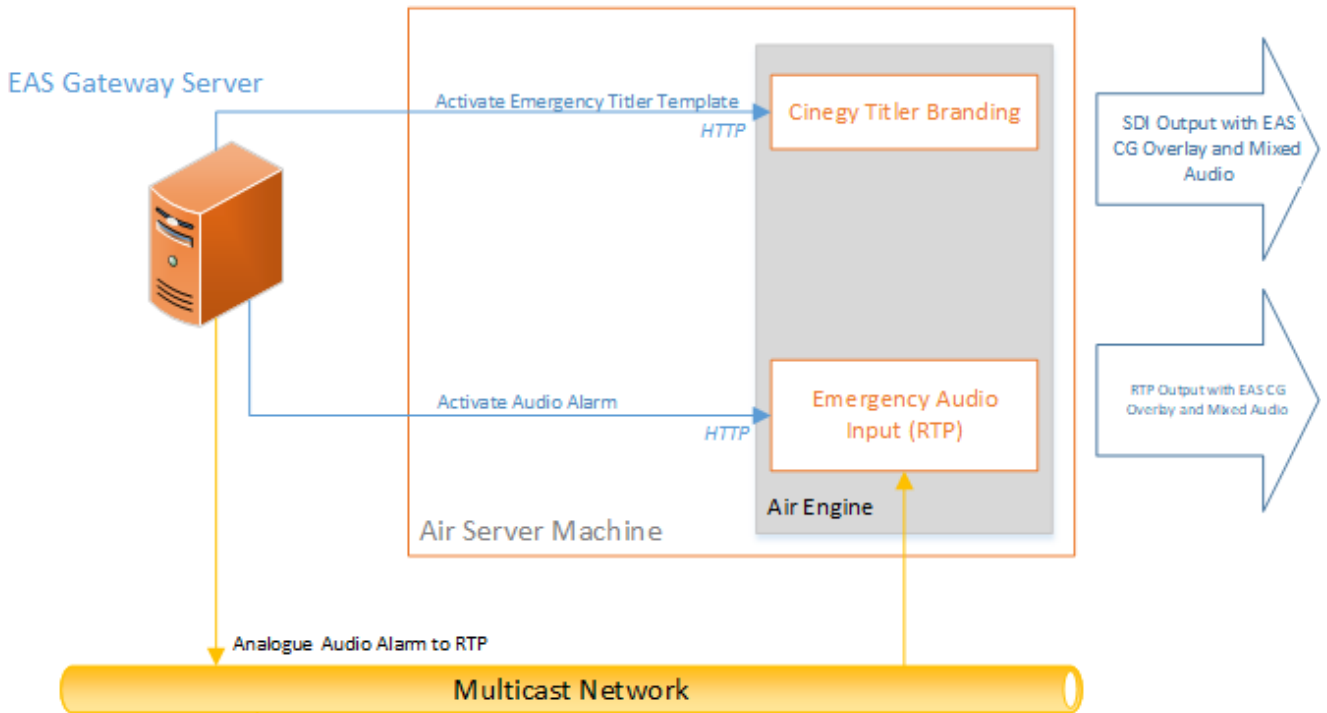 EAS Gateway Server
Activate Emergency Titler Template
HTTP
Cinegy Titler Branding
SDI Output with EAS
CG Overlay and Mixed
Audio
Activate Audio Alarm
HTTP
Emergency Audio
Input (RTP)
RTP Output with EAS CG
Overlay and Mixed Audio
Air Engine
Air Server Machine
Analogue Audio Alarm to RTP
Multicast Network